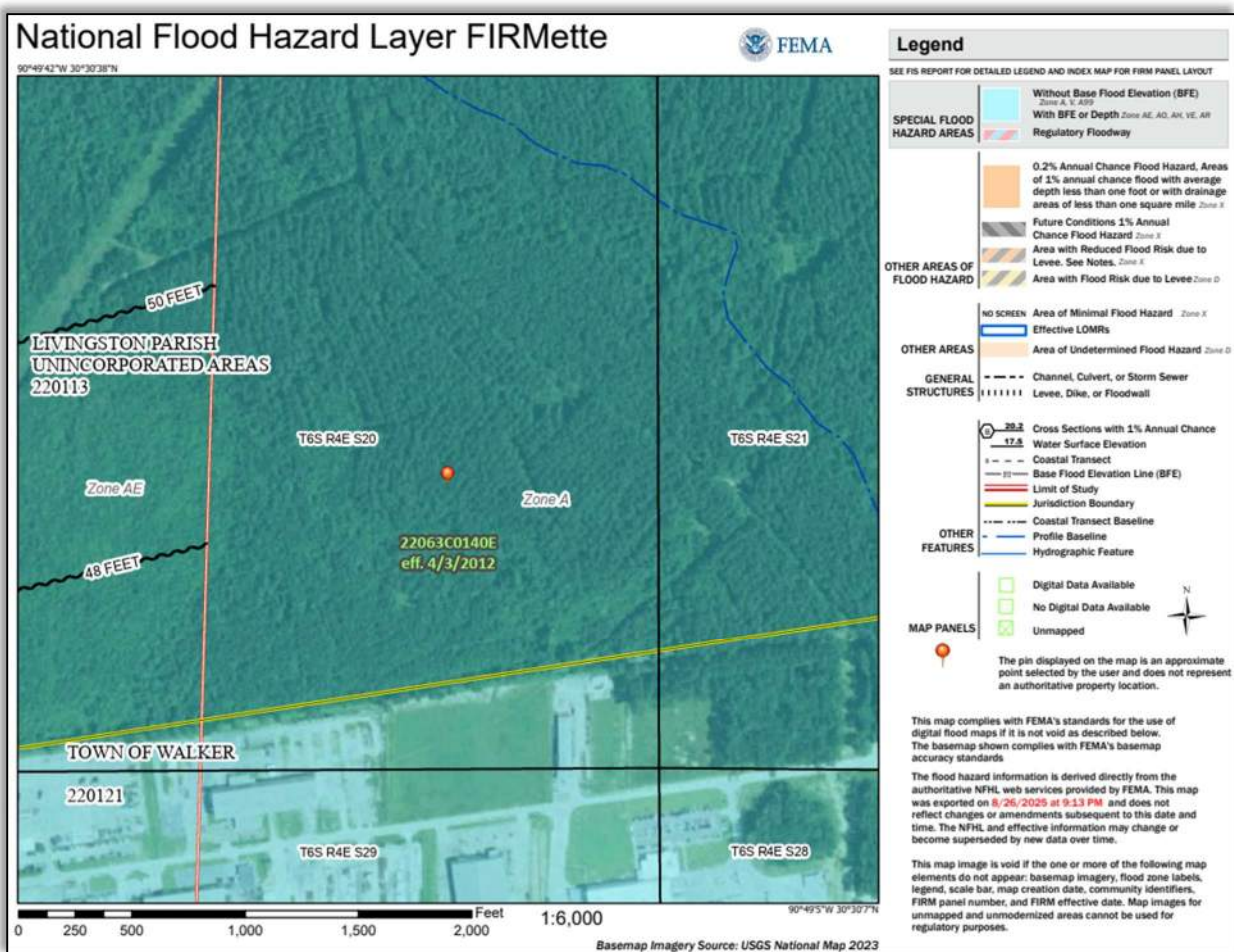 National Flood Hazard Layer FIRMette
FEMA
90°49'42"W 30°30'38"N
50 FEET
LIVINGSTON PARISH
UNINCORPORATED AREAS
220113
T6S R4E S20
T6S R4E S21
Zone AE
Zone A
22063C0140E
eff. 4/3/2012
48 FEET
TOWN OF WALKER
220121
T6S R4E S29
T6S R4E S28
90°49'5"W 30°30'7"N
Feet
1:6,000
0
250
500
1,000
1,500
2,000
Basemap Imagery Source: USGS National Map 2023
Legend
SEE FIS REPORT FOR DETAILED LEGEND AND INDEX MAP FOR FIRM PANEL LAYOUT
SPECIAL FLOOD
HAZARD AREAS
Without Base Flood Elevation (BFE)
Zone A, V, A99
With BFE or Depth Zone AE, AO, AH, VE, AR
Regulatory Floodway
OTHER AREAS OF
FLOOD HAZARD
0.2% Annual Chance Flood Hazard, Areas
of 1% annual chance flood with average
depth less than one foot or with drainage
areas of less than one square mile Zone X
Future Conditions 1% Annual
Chance Flood Hazard Zone X
Area with Reduced Flood Risk due to
Levee. See Notes. Zone X
Area with Flood Risk due to Levee Zone D
OTHER AREAS
NO SCREEN Area of Minimal Flood Hazard Zone X
Effective LOMRs
Area of Undetermined Flood Hazard Zone D
GENERAL
STRUCTURES
Channel, Culvert, or Storm Sewer
Levee, Dike, or Floodwall
OTHER
FEATURES
20.2 Cross Sections with 1% Annual Chance
17.5 Water Surface Elevation
Coastal Transect
Base Flood Elevation Line (BFE)
Limit of Study
Jurisdiction Boundary
Coastal Transect Baseline
Profile Baseline
Hydrographic Feature
MAP PANELS
Digital Data Available
No Digital Data Available
Unmapped
N
The pin displayed on the map is an approximate
point selected by the user and does not represent
an authoritative property location.
This map complies with FEMA's standards for the use of
digital flood maps if it is not void as described below.
The basemap shown complies with FEMA's basemap
accuracy standards
The flood hazard information is derived directly from the
authoritative NFHL web services provided by FEMA. This map
was exported on 8/26/2025 at 9:13 PM and does not
reflect changes or amendments subsequent to this date and
time. The NFHL and effective information may change or
become superseded by new data over time.
This map image is void if the one or more of the following map
elements do not appear: basemap imagery, flood zone labels,
legend, scale bar, map creation date, community identifiers,
FIRM panel number, and FIRM effective date. Map images for
unmapped and unmodernized areas cannot be used for
regulatory purposes.